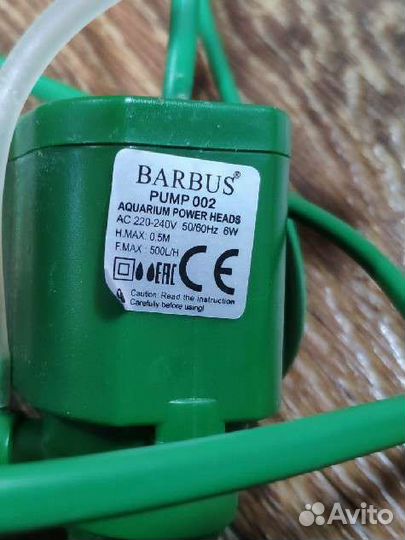 BARBUS®
PUMP 002
AQUARIUM POWER HEADS
AC 220-240V 50/60Hz 6W
H.MAX: 0.5M
F.MAX: 500L/H
EAC CE
Caution: Read the instruction
Carefully before using!
Avito